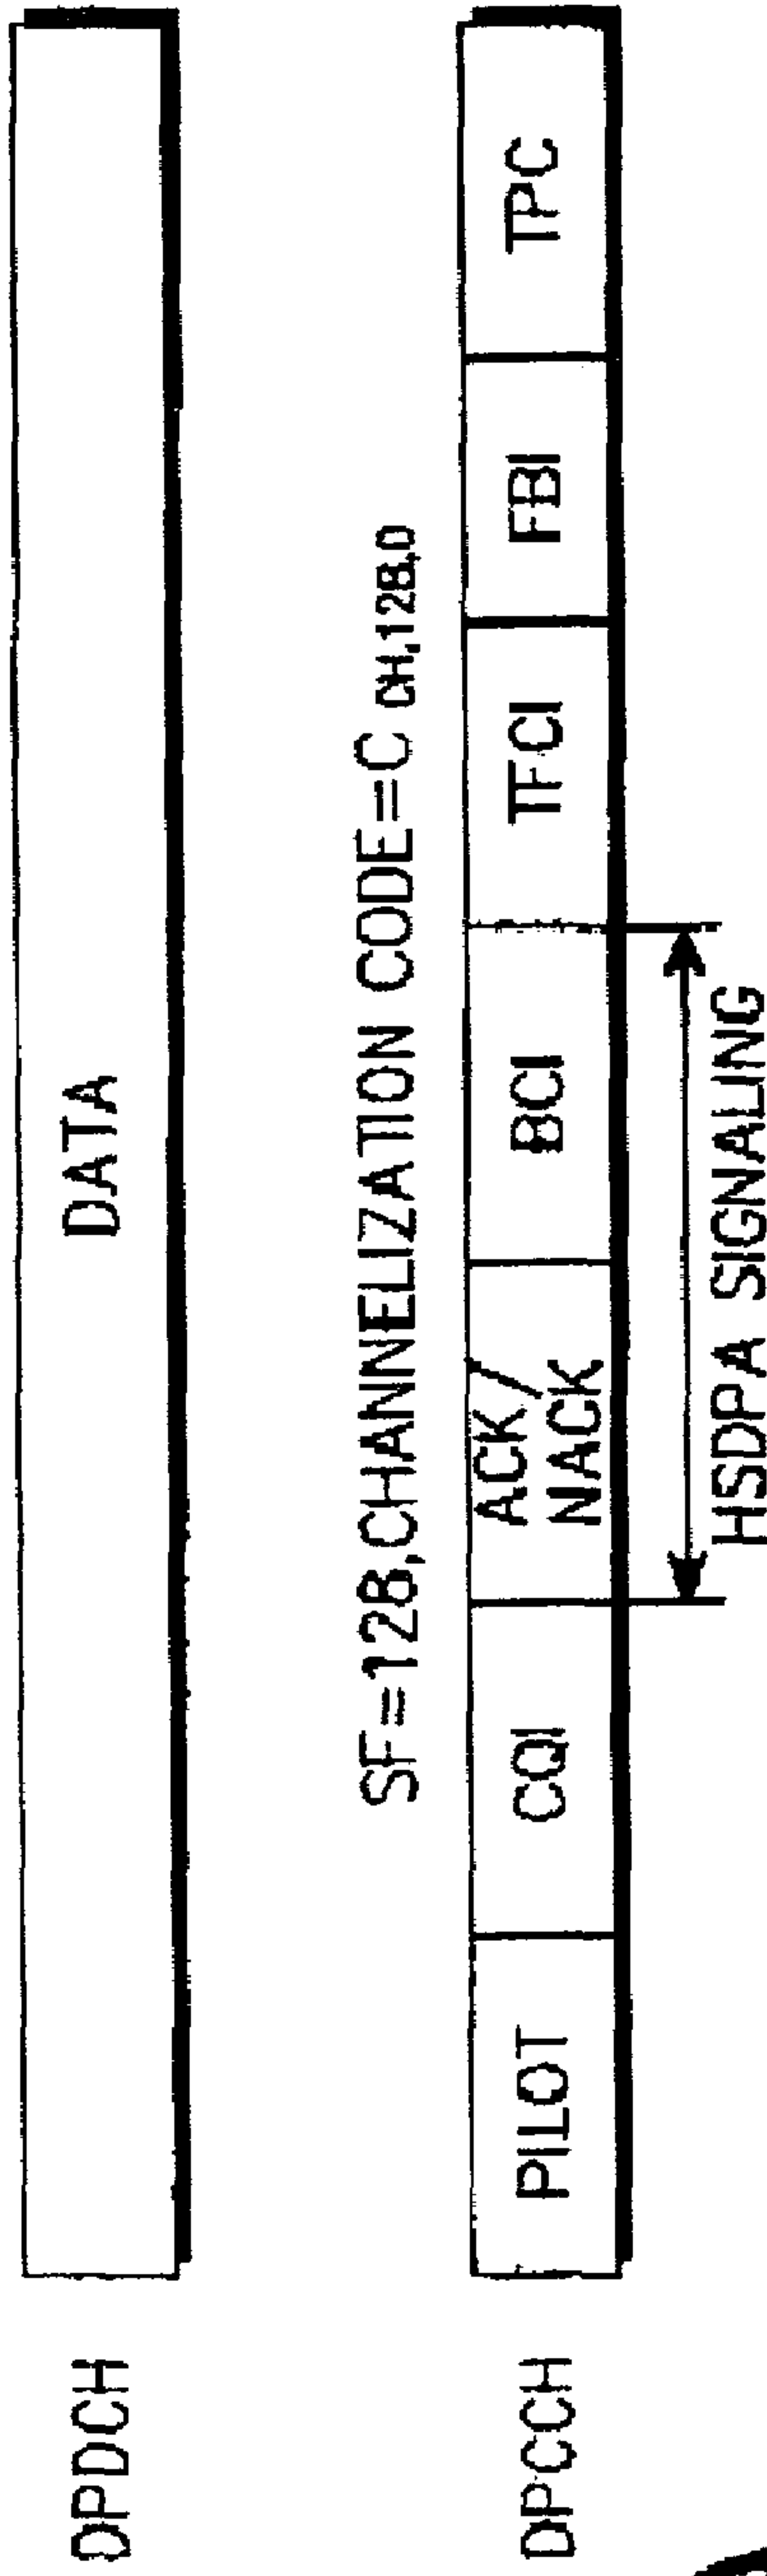 DPDCH
DATA
SF=128,CHANNELIZATION CODE=C CH,128,0
DPCCH
PILOT
CQI
ACK/
NACK
BCI
TFCI
FBI
TPC
HSDPA SIGNALING